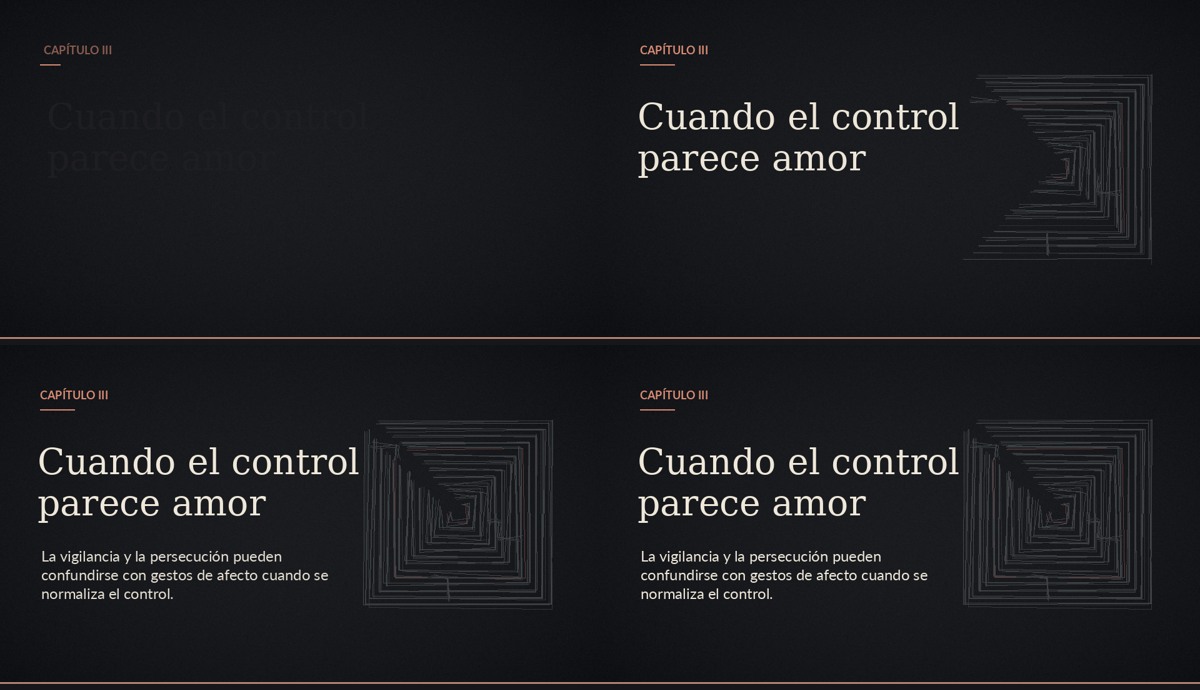 CAPÍTULO III
Cuando el control
parece amor
CAPÍTULO III
Cuando el control
parece amor
CAPÍTULO III
Cuando el control
parece amor
La vigilancia y la persecución pueden
confundirse con gestos de afecto cuando se
normaliza el control.
CAPÍTULO III
Cuando el control
parece amor
La vigilancia y la persecución pueden
confundirse con gestos de afecto cuando se
normaliza el control.